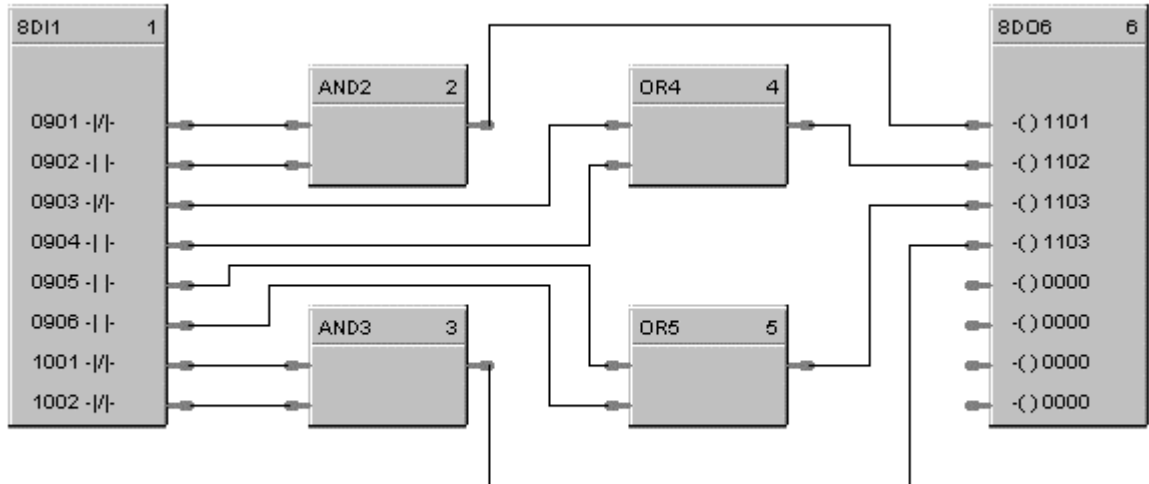 8DI1 1
0901 -|/|-
0902 -| |-
0903 -|/|-
0904 -| |-
0905 -| |-
0906 -| |-
1001 -|/|-
1002 -|/|-
AND2 2
AND3 3
OR4 4
OR5 5
8DO6 6
-( ) 1101
-( ) 1102
-( ) 1103
-( ) 1103
-( ) 0000
-( ) 0000
-( ) 0000
-( ) 0000